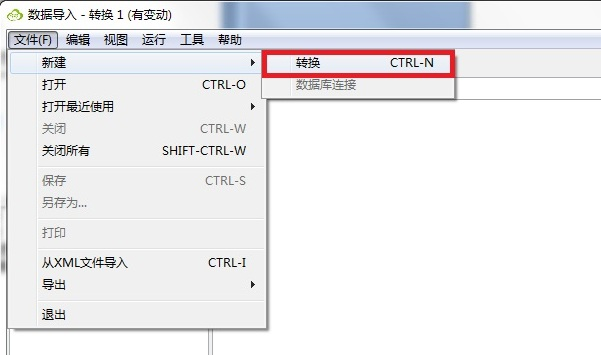 数据导入 - 转换 1 (有变动)
文件(F) 编辑 视图 运行 工具 帮助
新建
转换 CTRL-N
打开 CTRL-O
数据库连接
打开最近使用
关闭 CTRL-W
关闭所有 SHIFT-CTRL-W
保存 CTRL-S
另存为...
打印
从XML文件导入 CTRL-I
导出
退出